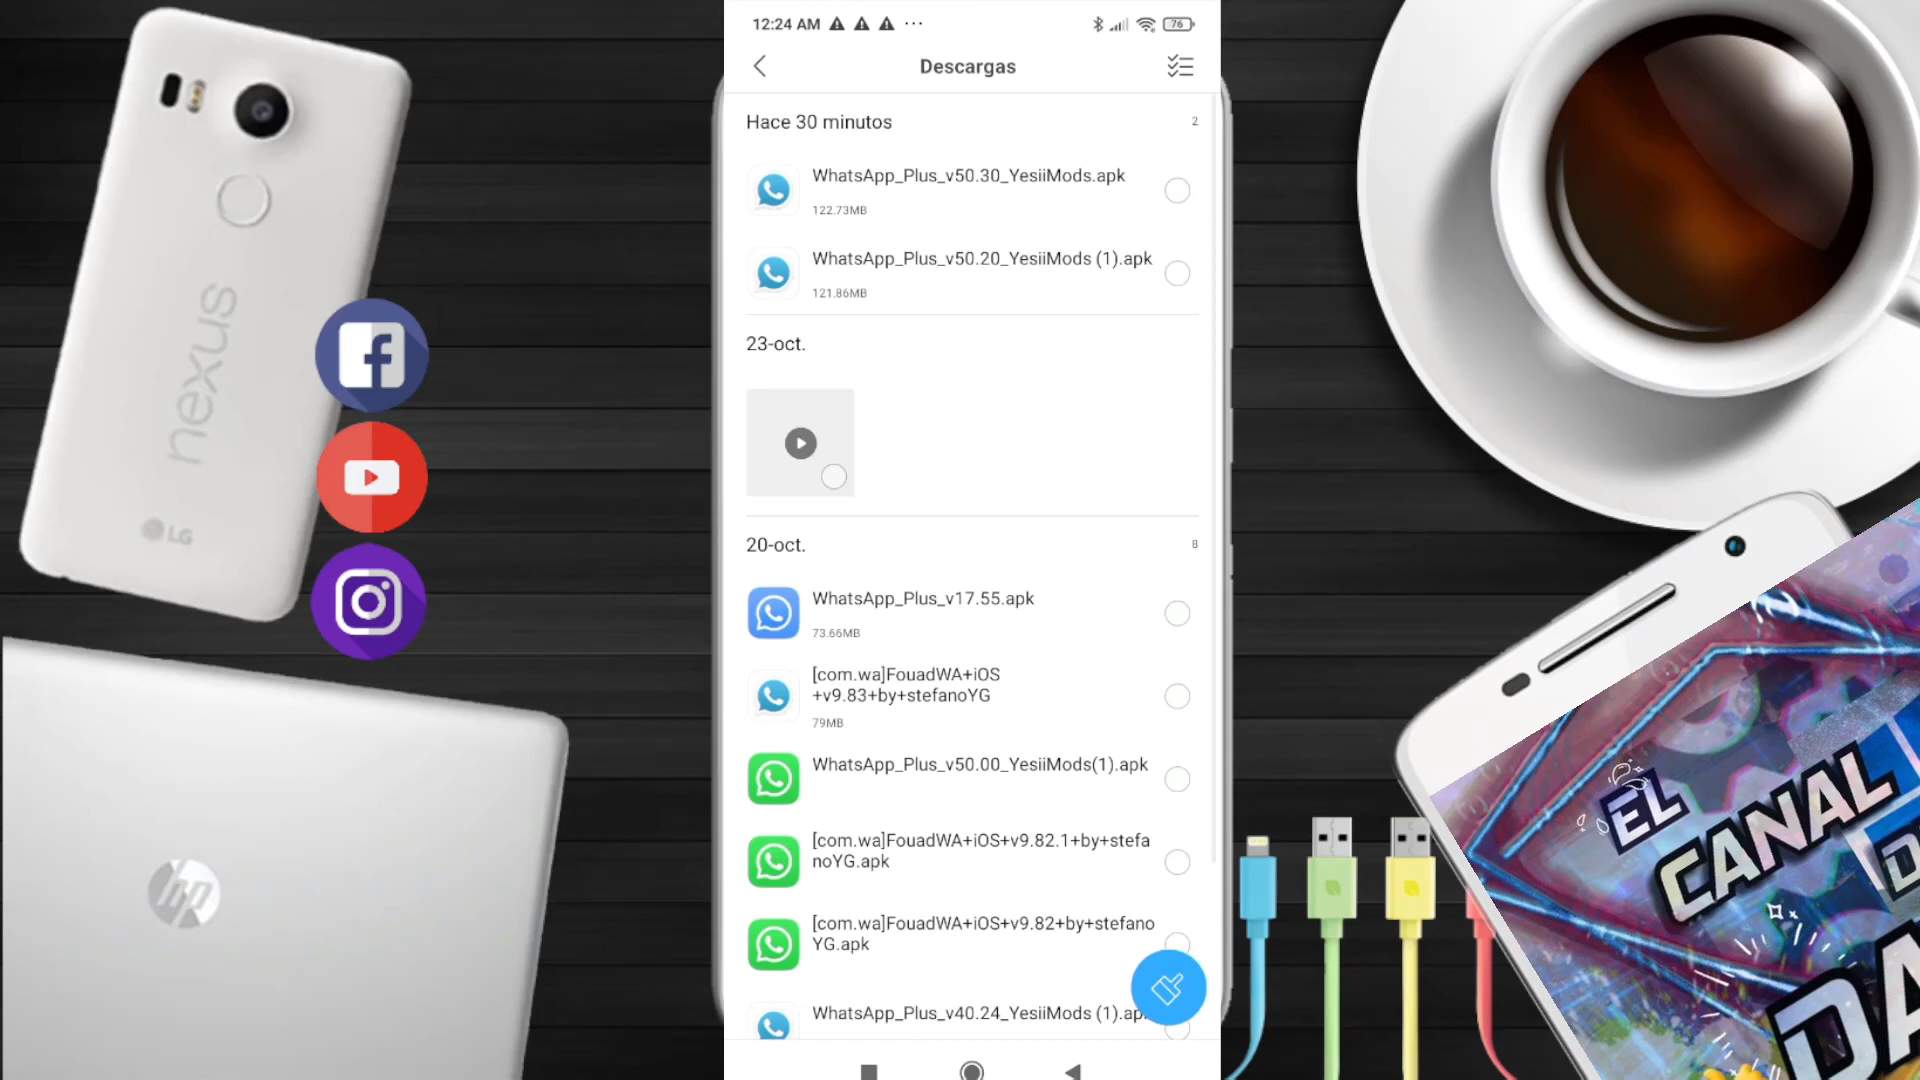 12:24 AM
76
Descargas
Hace 30 minutos
2
WhatsApp_Plus_v50.30_YesiiMods.apk
122.73MB
WhatsApp_Plus_v50.20_YesiiMods (1).apk
121.86MB
23-oct.
20-oct.
8
WhatsApp_Plus_v17.55.apk
73.66MB
[com.wa]FouadWA+iOS
+v9.83+by+stefanoYG
79MB
WhatsApp_Plus_v50.00_YesiiMods(1).apk
[com.wa]FouadWA+iOS+v9.82.1+by+stefa
noYG.apk
[com.wa]FouadWA+iOS+v9.82+by+stefano
YG.apk
WhatsApp_Plus_v40.24_YesiiMods (1).ap
nexus
LG
hp
EL
CANAL
D
DA